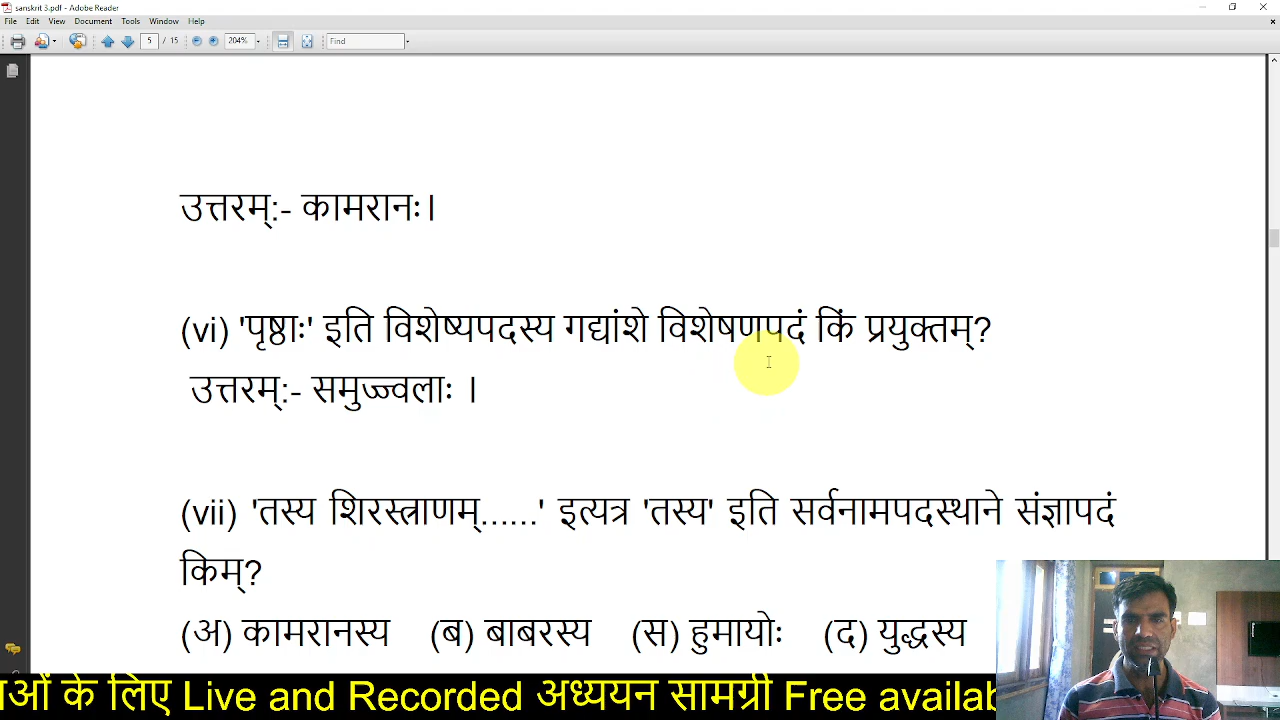 sanskrit 3.pdf - Adobe Reader
File Edit View Document Tools Window Help
5 / 15 204% Find
उत्तरम्:- कामरानः।
(vi) 'पृष्ठाः' इति विशेष्यपदस्य गद्यांशे विशेषणपदं किं प्रयुक्तम्?
उत्तरम्:- समुज्ज्वलाः ।
(vii) 'तस्य शिरस्त्राणम्......' इत्यत्र 'तस्य' इति सर्वनामपदस्थाने संज्ञापदं
किम्?
(अ) कामरानस्य (ब) बाबरस्य (स) हुमायोः (द) युद्धस्य
ओं के लिए Live and Recorded अध्ययन सामग्री Free availab